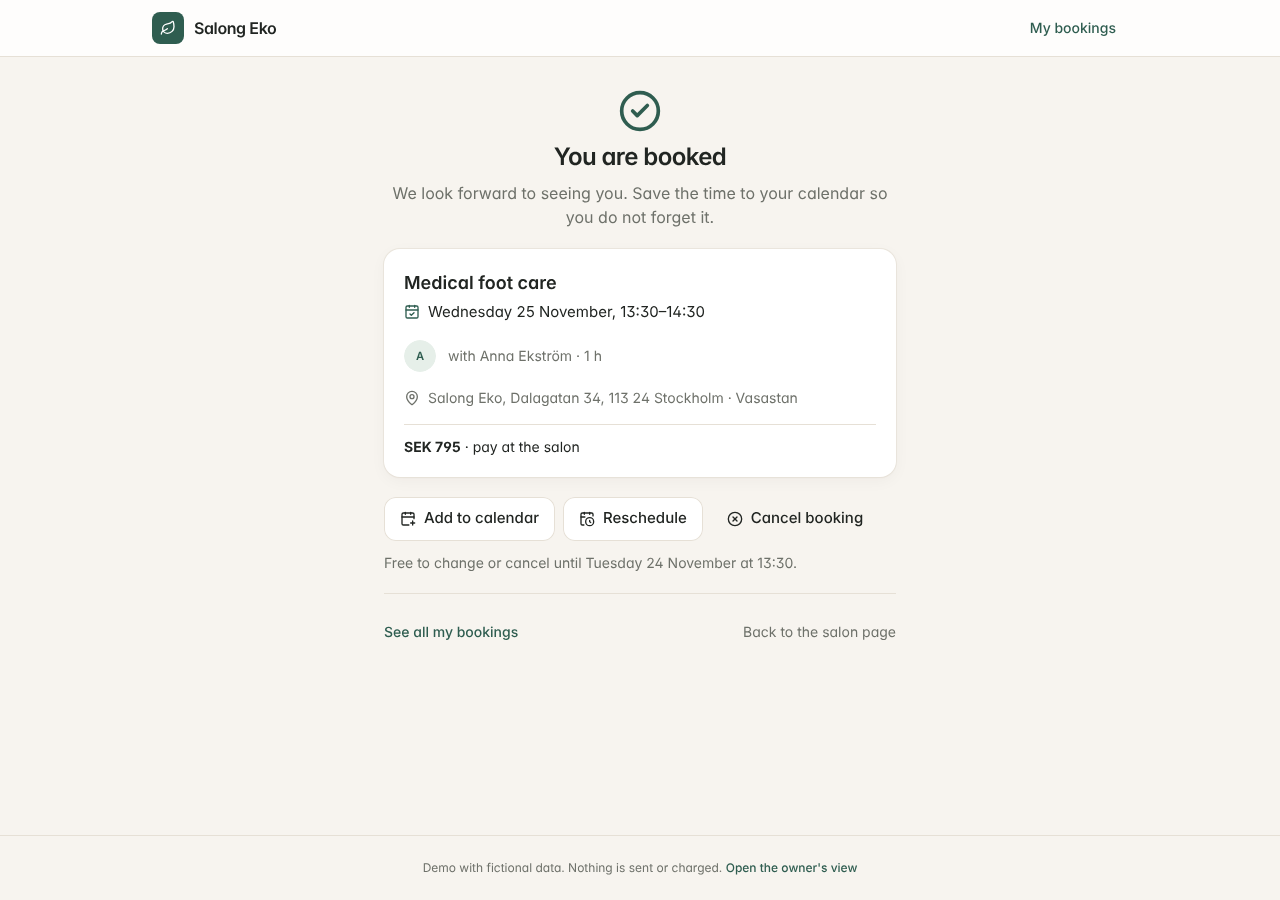 Salong Eko
My bookings
You are booked
We look forward to seeing you. Save the time to your calendar so
you do not forget it.
Medical foot care
Wednesday 25 November, 13:30–14:30
A
with Anna Ekström · 1 h
Salong Eko, Dalagatan 34, 113 24 Stockholm · Vasastan
SEK 795 · pay at the salon
Add to calendar
Reschedule
Cancel booking
Free to change or cancel until Tuesday 24 November at 13:30.
See all my bookings
Back to the salon page
Demo with fictional data. Nothing is sent or charged. Open the owner's view